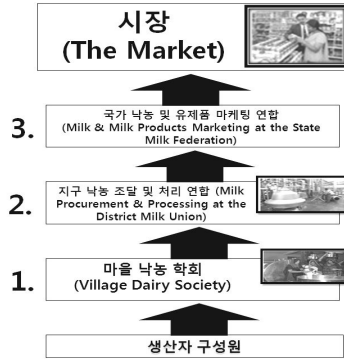 시장
(The Market)
3.
국가 낙농 및 유제품 마케팅 연합
(Milk & Milk Products Marketing at the State
Milk Federation)
2.
지구 낙농 조달 및 처리 연합 (Milk
Procurement & Processing at the
District Milk Union)
1.
마을 낙농 학회
(Village Dairy Society)
생산자 구성원